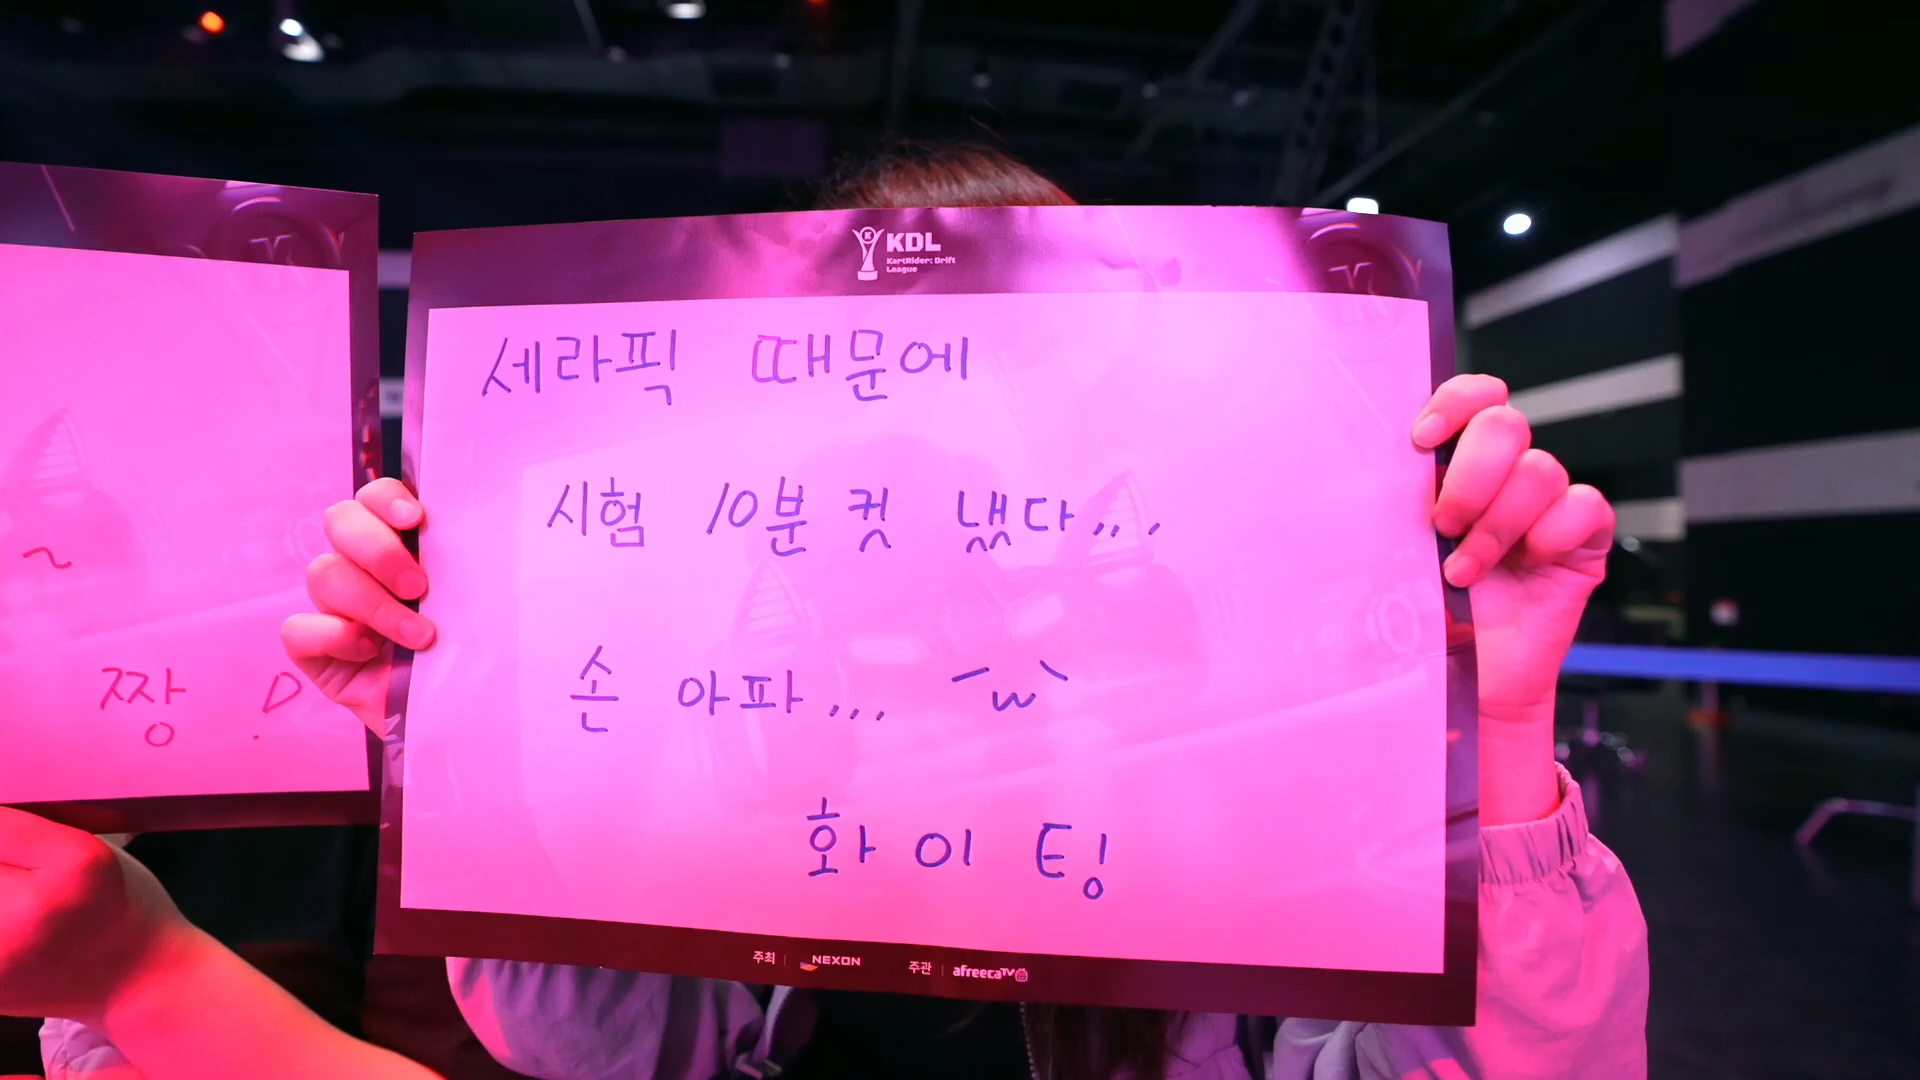 KDL
KartRider: Drift
League
세라픽 때문에
시험 10분 컷 냈다...
손 아파... ´w`
화이팅
주최 | NEXON 주관 | afreecaTV
~
짱